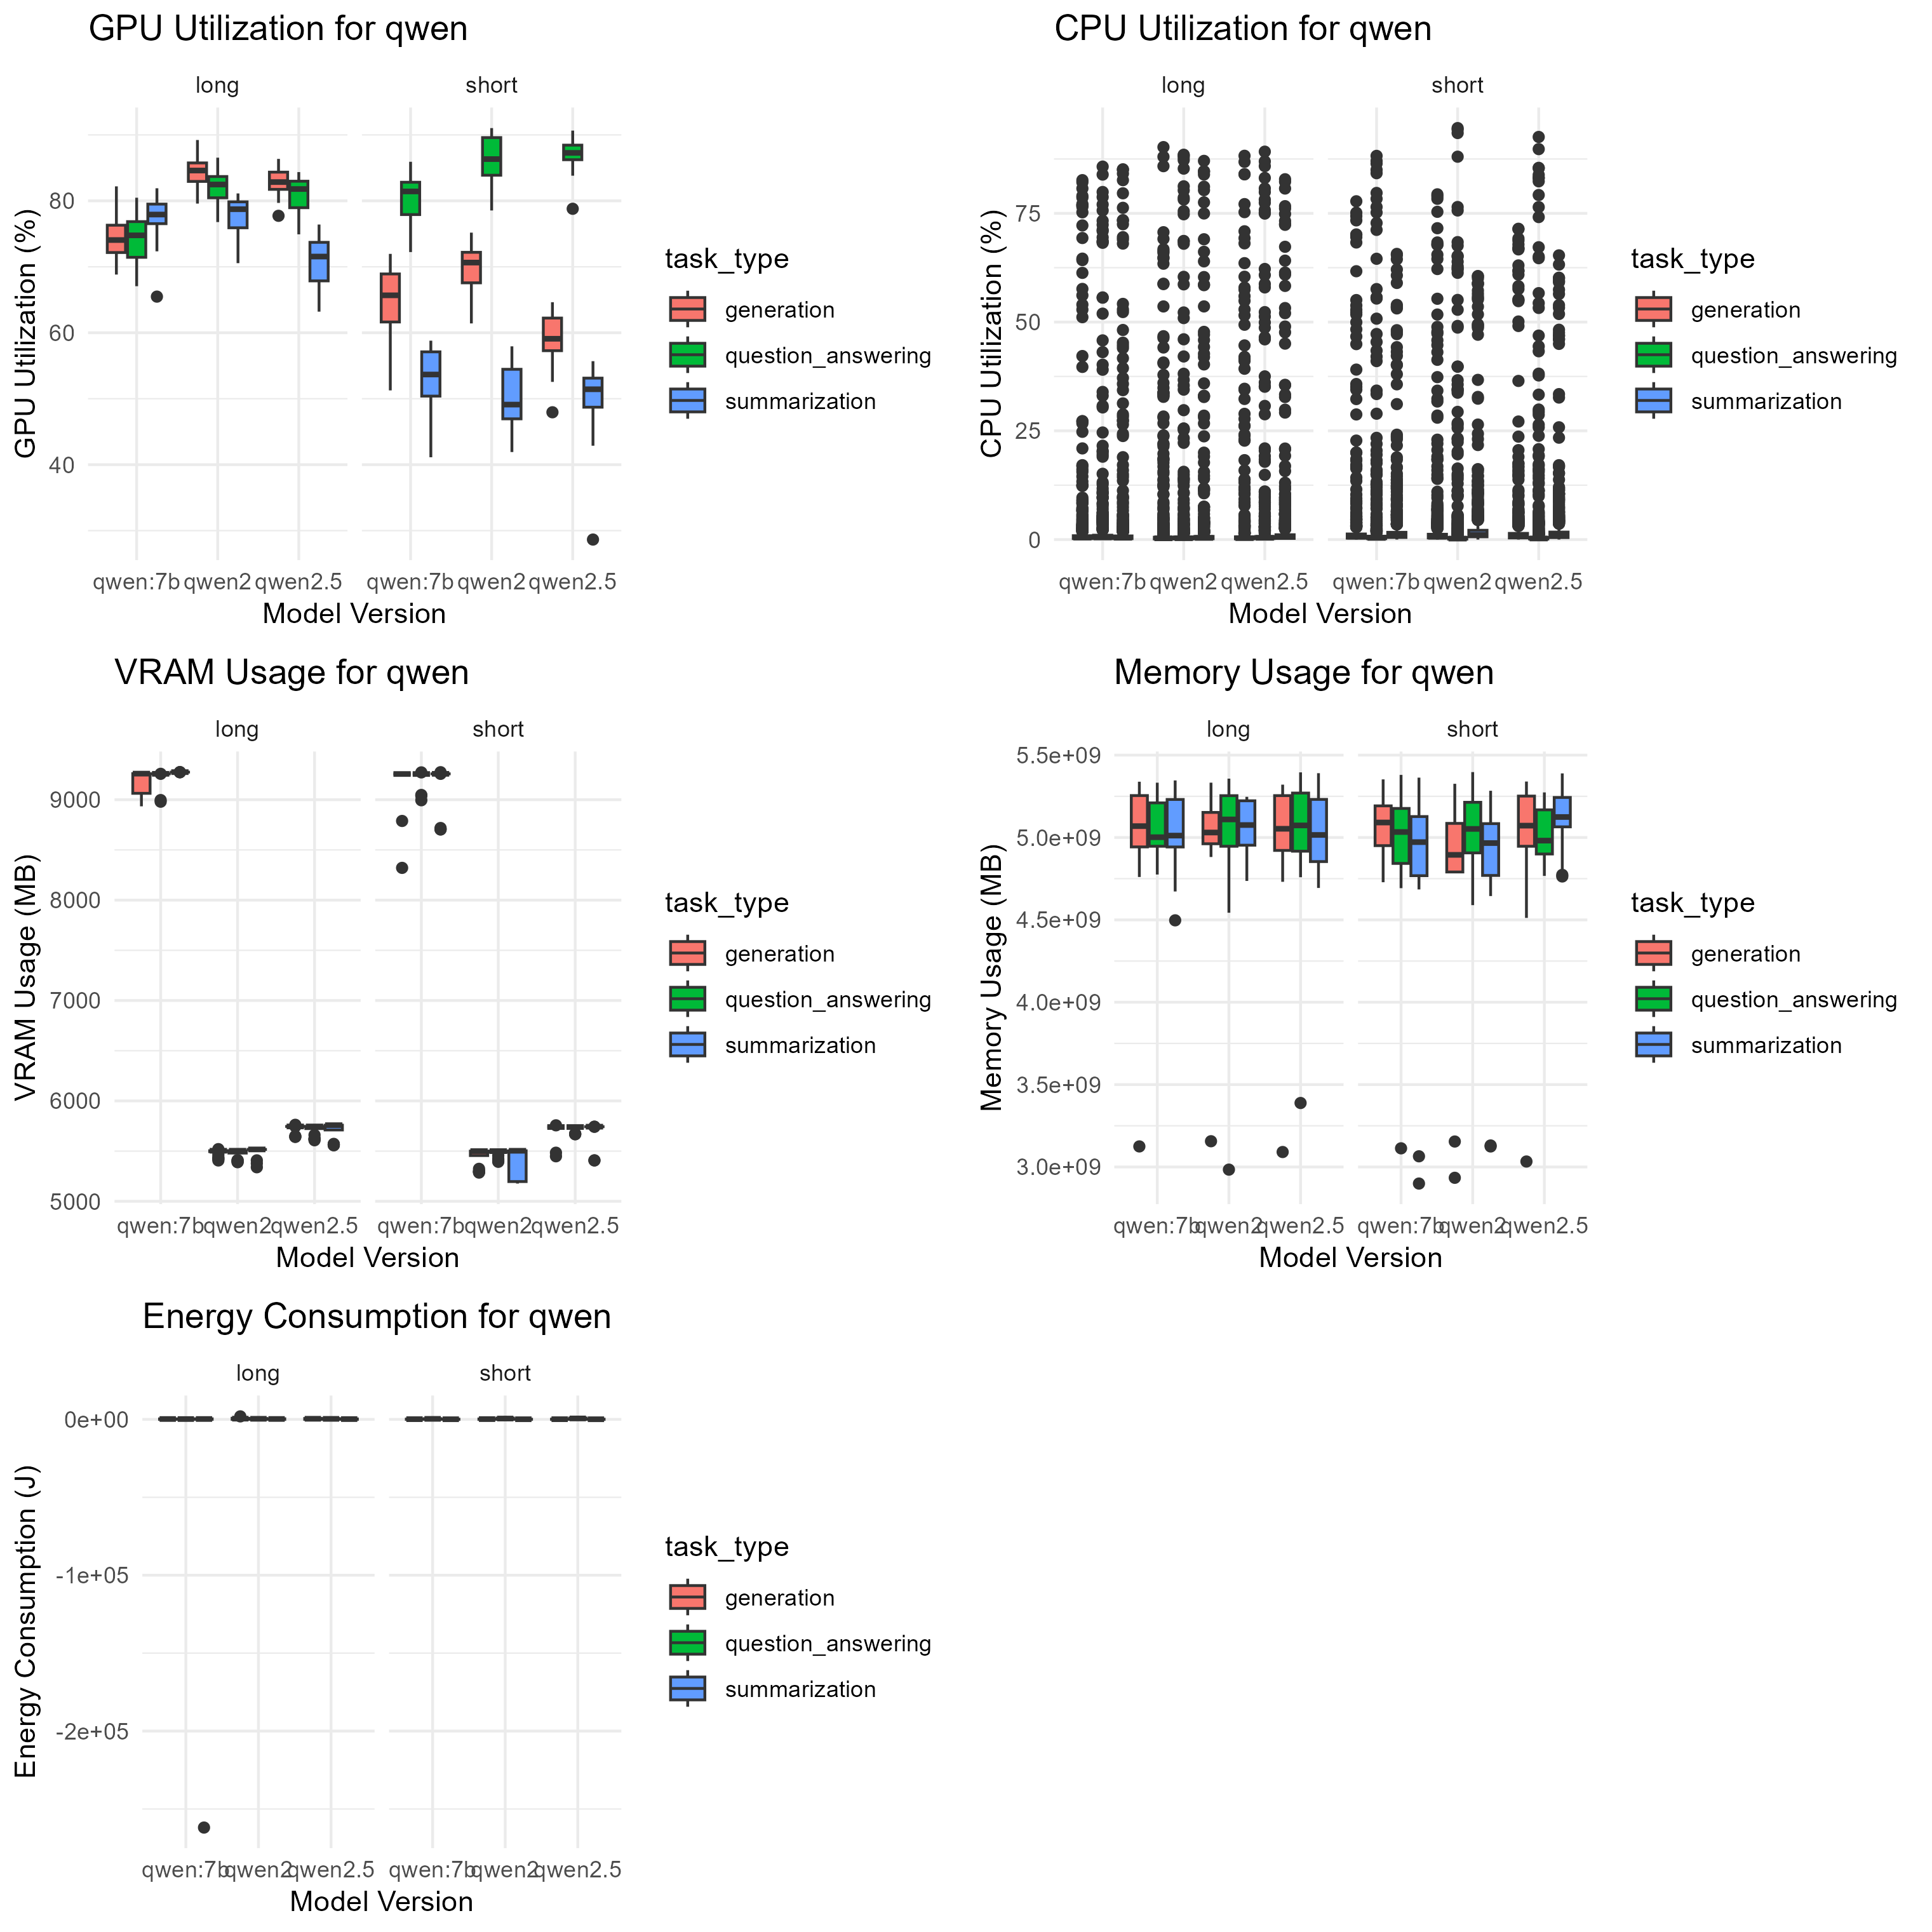 GPU Utilization for qwen
long
short
80
60
40
GPU Utilization (%)
qwen:7b
qwen2
qwen2.5
qwen:7b
qwen2
qwen2.5
Model Version
task_type
generation
question_answering
summarization
CPU Utilization for qwen
long
short
75
50
25
0
CPU Utilization (%)
qwen:7b
qwen2
qwen2.5
qwen:7b
qwen2
qwen2.5
Model Version
task_type
generation
question_answering
summarization
VRAM Usage for qwen
long
short
9000
8000
7000
6000
5000
VRAM Usage (MB)
qwen:7b
qwen2
qwen2.5
qwen:7b
qwen2
qwen2.5
Model Version
task_type
generation
question_answering
summarization
Memory Usage for qwen
long
short
5.5e+09
5.0e+09
4.5e+09
4.0e+09
3.5e+09
3.0e+09
Memory Usage (MB)
qwen:7b
qwen2
qwen2.5
qwen:7b
qwen2
qwen2.5
Model Version
task_type
generation
question_answering
summarization
Energy Consumption for qwen
long
short
0e+00
-1e+05
-2e+05
Energy Consumption (J)
qwen:7b
qwen2
qwen2.5
qwen:7b
qwen2
qwen2.5
Model Version
task_type
generation
question_answering
summarization